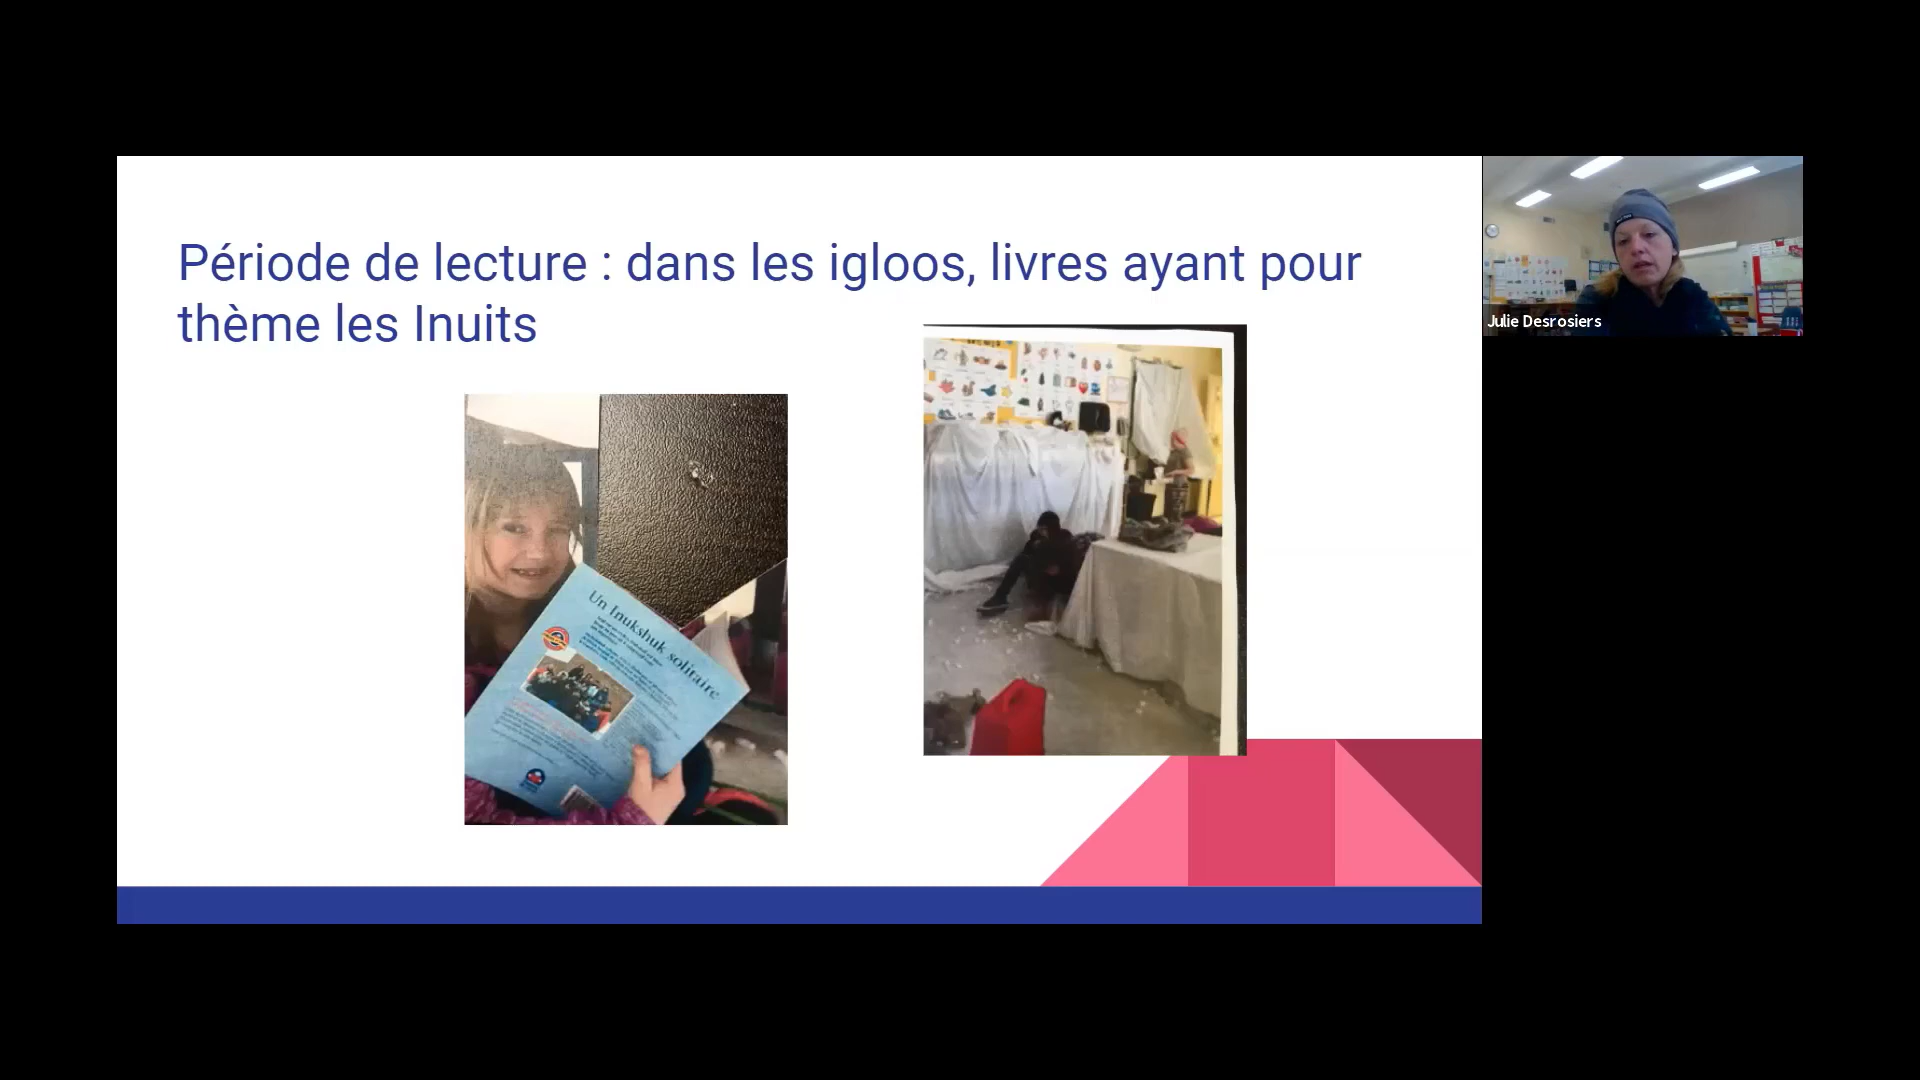 Période de lecture : dans les igloos, livres ayant pour
thème les Inuits
Un Inukshuk solitaire
Julie Desrosiers